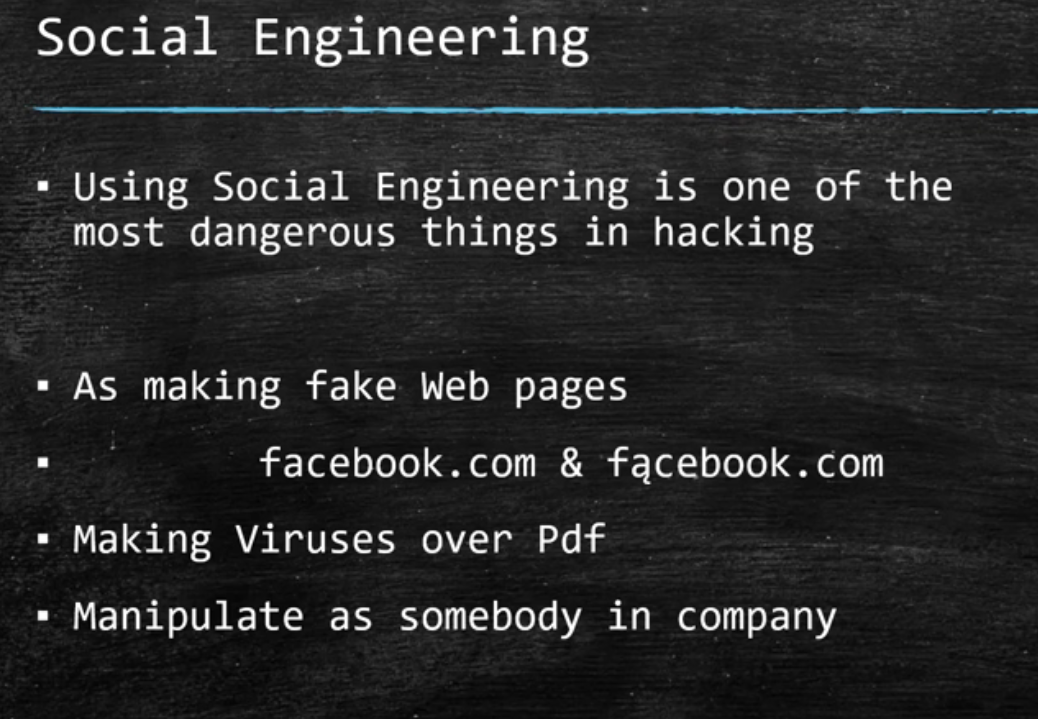 Social Engineering
▪ Using Social Engineering is one of the
most dangerous things in hacking
▪ As making fake Web pages
▪ facebook.com & fącebook.com
▪ Making Viruses over Pdf
▪ Manipulate as somebody in company